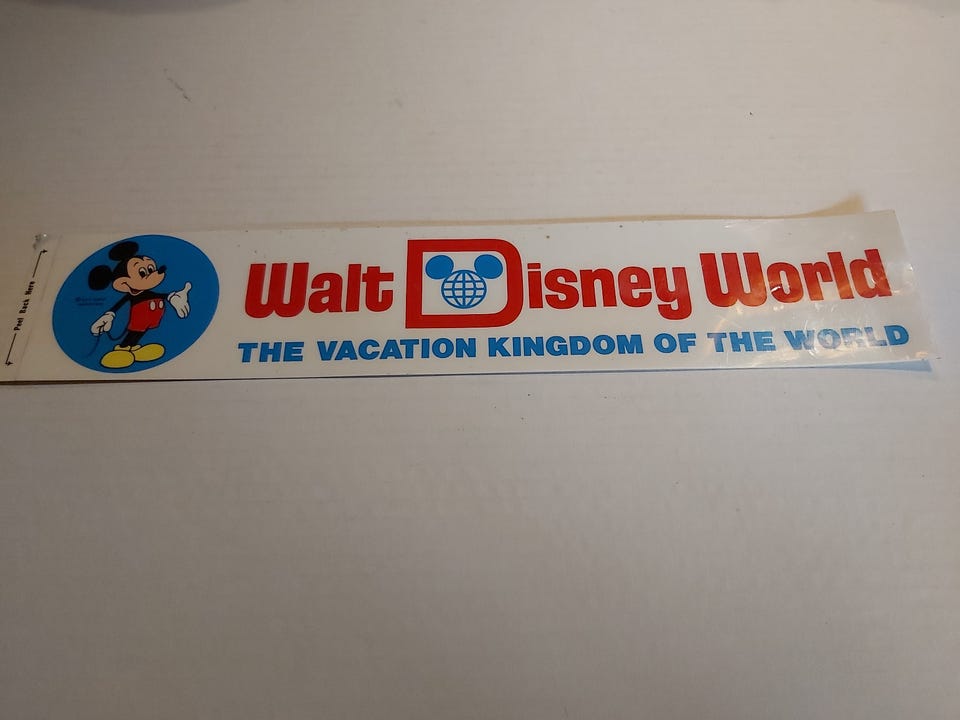 Peel Back Here
Walt Disney World
THE VACATION KINGDOM OF THE WORLD